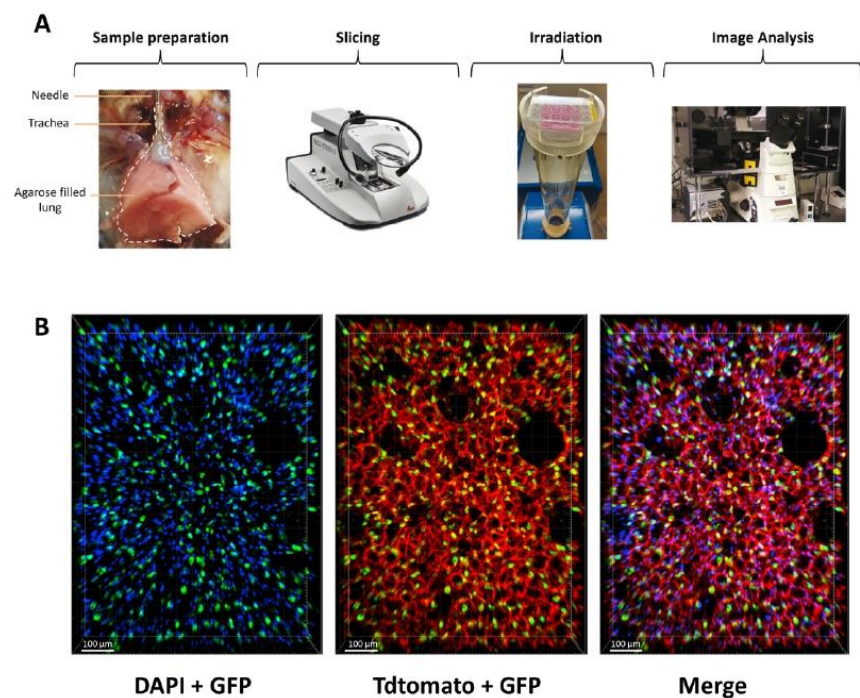 A
Sample preparation
Slicing
Irradiation
Image Analysis
Needle
Trachea
Agarose filled
lung
B
100 µm
100 µm
100 µm
DAPI + GFP
Tdtomato + GFP
Merge